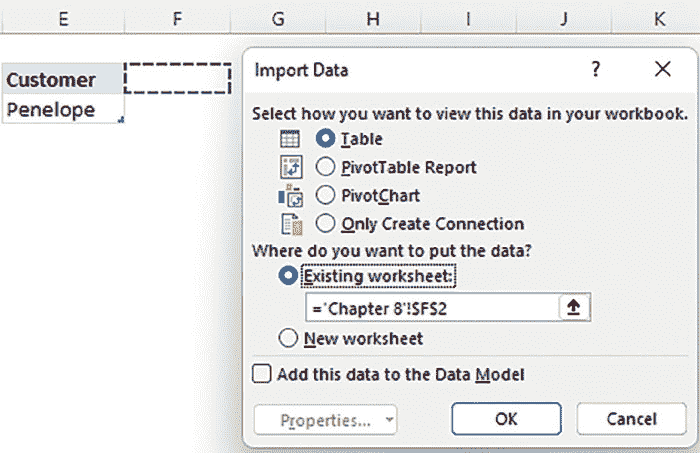 E F G H I J K
Customer
Penelope
Import Data ?
Select how you want to view this data in your workbook.
Table
PivotTable Report
PivotChart
Only Create Connection
Where do you want to put the data?
Existing worksheet:
='Chapter 8'!$F$2
New worksheet
Add this data to the Data Model
Properties...
OK
Cancel